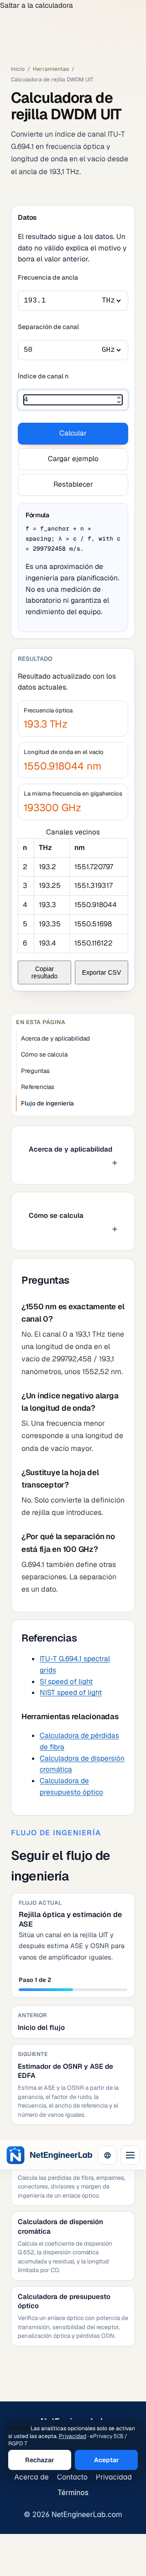 Saltar a la calculadora
Inicio / Herramientas /
Calculadora de rejilla DWDM UIT
Calculadora de
rejilla DWDM UIT
Convierte un índice de canal ITU-T
G.694.1 en frecuencia óptica y
longitud de onda en el vacío desde
el ancla de 193,1 THz.
Datos
El resultado sigue a los datos. Un
dato no válido explica el motivo y
borra el valor anterior.
Frecuencia de ancla
193.1 THz
Separación de canal
50 GHz
Índice de canal n
4
Calcular
Cargar ejemplo
Restablecer
Fórmula
f = f_anchor + n ×
spacing; λ = c / f, with c
= 299792458 m/s.
Es una aproximación de
ingeniería para planificación.
No es una medición de
laboratorio ni garantiza el
rendimiento del equipo.
RESULTADO
Resultado actualizado con los
datos actuales.
Frecuencia óptica
193.3 THz
Longitud de onda en el vacío
1550.918044 nm
La misma frecuencia en gigahercios
193300 GHz
Canales vecinos
n THz nm
2 193.2 1551.720797
3 193.25 1551.319317
4 193.3 1550.918044
5 193.35 1550.51698
6 193.4 1550.116122
Copiar
resultado
Exportar CSV
EN ESTA PÁGINA
Acerca de y aplicabilidad
Cómo se calcula
Preguntas
Referencias
Flujo de ingeniería
Acerca de y aplicabilidad
+
Cómo se calcula
+
Preguntas
¿1550 nm es exactamente el
canal 0?
No. El canal 0 a 193,1 THz tiene
una longitud de onda en el
vacío de 299792,458 / 193,1
nanómetros, unos 1552,52 nm.
¿Un índice negativo alarga
la longitud de onda?
Sí. Una frecuencia menor
corresponde a una longitud de
onda de vacío mayor.
¿Sustituye la hoja del
transceptor?
No. Solo convierte la definición
de rejilla que introduces.
¿Por qué la separación no
está fija en 100 GHz?
G.694.1 también define otras
separaciones. La separación
es un dato.
Referencias
ITU-T G.694.1 spectral
grids
SI speed of light
NIST speed of light
Herramientas relacionadas
Calculadora de pérdidas
de fibra
Calculadora de dispersión
cromática
Calculadora de
presupuesto óptico
FLUJO DE INGENIERÍA
Seguir el flujo de
ingeniería
FLUJO ACTUAL
Rejilla óptica y estimación de
ASE
Sitúa un canal en la rejilla UIT y
después estima ASE y OSNR para
vanos de amplificador iguales.
Paso 1 de 2
ANTERIOR
Inicio del flujo
SIGUIENTE
Estimador de OSNR y ASE de
EDFA
Estima el ASE y la OSNR a partir de la
ganancia, el factor de ruido, la
frecuencia, el ancho de banda y el
número de vanos iguales.
NetEngineerLab
Calcula las pérdidas de fibra, empalmes,
conectores, divisores y margen de
ingeniería de un enlace óptico.
Calculadora de dispersión
cromática
Calcula el coeficiente de dispersión
G.652, la dispersión cromática
acumulada y residual, y la longitud
limitada por CD.
Calculadora de presupuesto
óptico
Verifica un enlace óptico con potencia de
transmisión, sensibilidad del receptor,
polarización óptica y pérdidas ODN.
Las analíticas opcionales solo se activan
si usted las acepta. Privacidad · ePrivacy 5(3) /
RGPD 7
Rechazar
Aceptar
Acerca de Contacto Privacidad
Términos
© 2026 NetEngineerLab.com